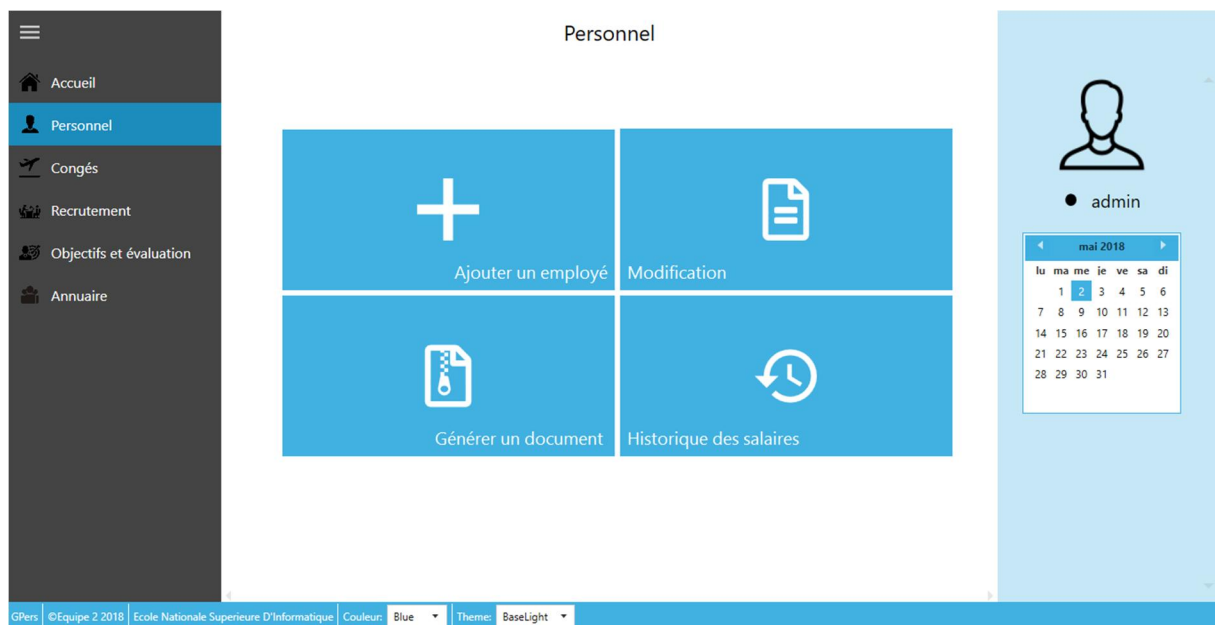 Personnel
Accueil
Personnel
Congés
Recrutement
Objectifs et évaluation
Annuaire
Ajouter un employé
Modification
Générer un document
Historique des salaires
admin
mai 2018
lu ma me je ve sa di
1 2 3 4 5 6
7 8 9 10 11 12 13
14 15 16 17 18 19 20
21 22 23 24 25 26 27
28 29 30 31
GPers ©Equipe 2 2018 Ecole Nationale Superieure D'Informatique Couleur: Blue Theme: BaseLight